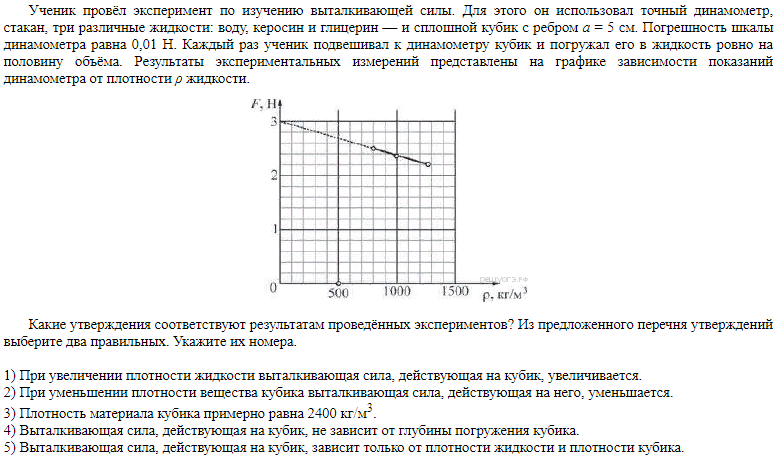 Ученик провёл эксперимент по изучению выталкивающей силы. Для этого он использовал точный динамометр,
стакан, три различные жидкости: воду, керосин и глицерин — и сплошной кубик с ребром a = 5 см. Погрешность шкалы
динамометра равна 0,01 Н. Каждый раз ученик подвешивал к динамометру кубик и погружал его в жидкость ровно на
половину объёма. Результаты экспериментальных измерений представлены на графике зависимости показаний
динамометра от плотности ρ жидкости.
F, Н
3
2
1
0
500
1000
1500
ρ, кг/м³
решуогэ.рф
Какие утверждения соответствуют результатам проведённых экспериментов? Из предложенного перечня утверждений
выберите два правильных. Укажите их номера.
1) При увеличении плотности жидкости выталкивающая сила, действующая на кубик, увеличивается.
2) При уменьшении плотности вещества кубика выталкивающая сила, действующая на него, уменьшается.
3) Плотность материала кубика примерно равна 2400 кг/м³.
4) Выталкивающая сила, действующая на кубик, не зависит от глубины погружения кубика.
5) Выталкивающая сила, действующая на кубик, зависит только от плотности жидкости и плотности кубика.